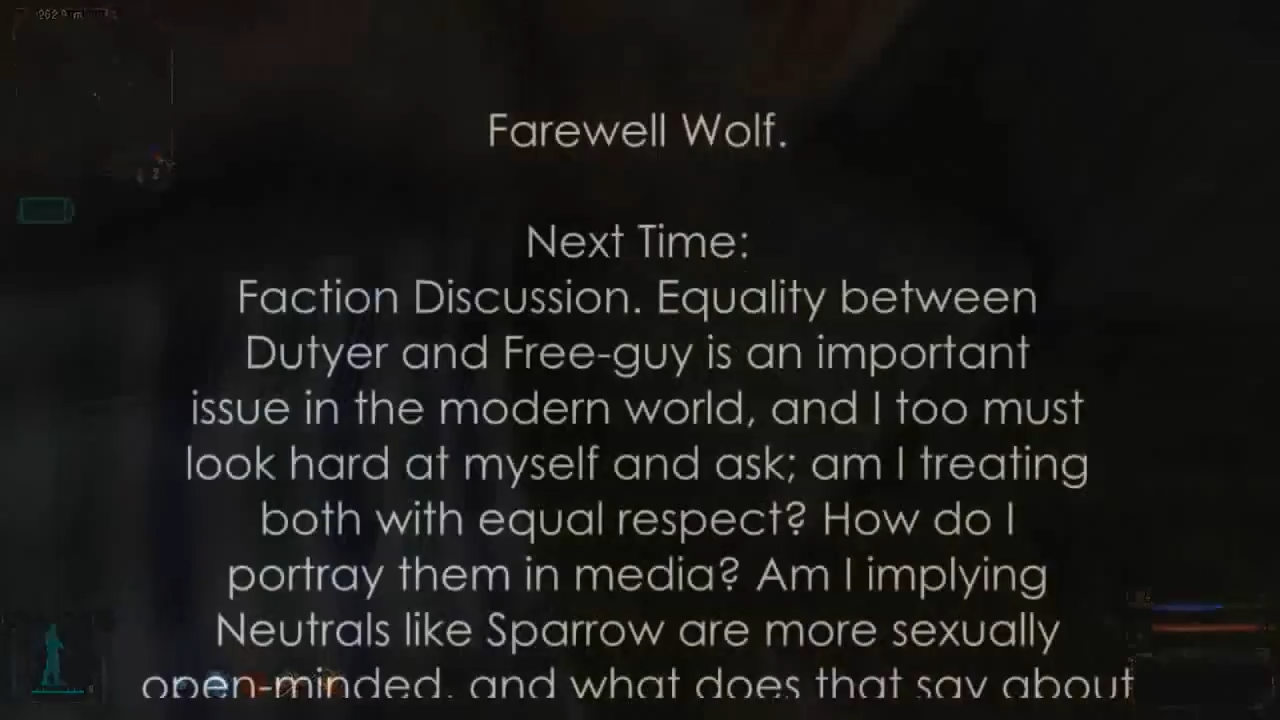 Farewell Wolf.
Next Time:
Faction Discussion. Equality between
Dutyer and Free-guy is an important
issue in the modern world, and I too must
look hard at myself and ask; am I treating
both with equal respect? How do I
portray them in media? Am I implying
Neutrals like Sparrow are more sexually
open-minded, and what does that say about